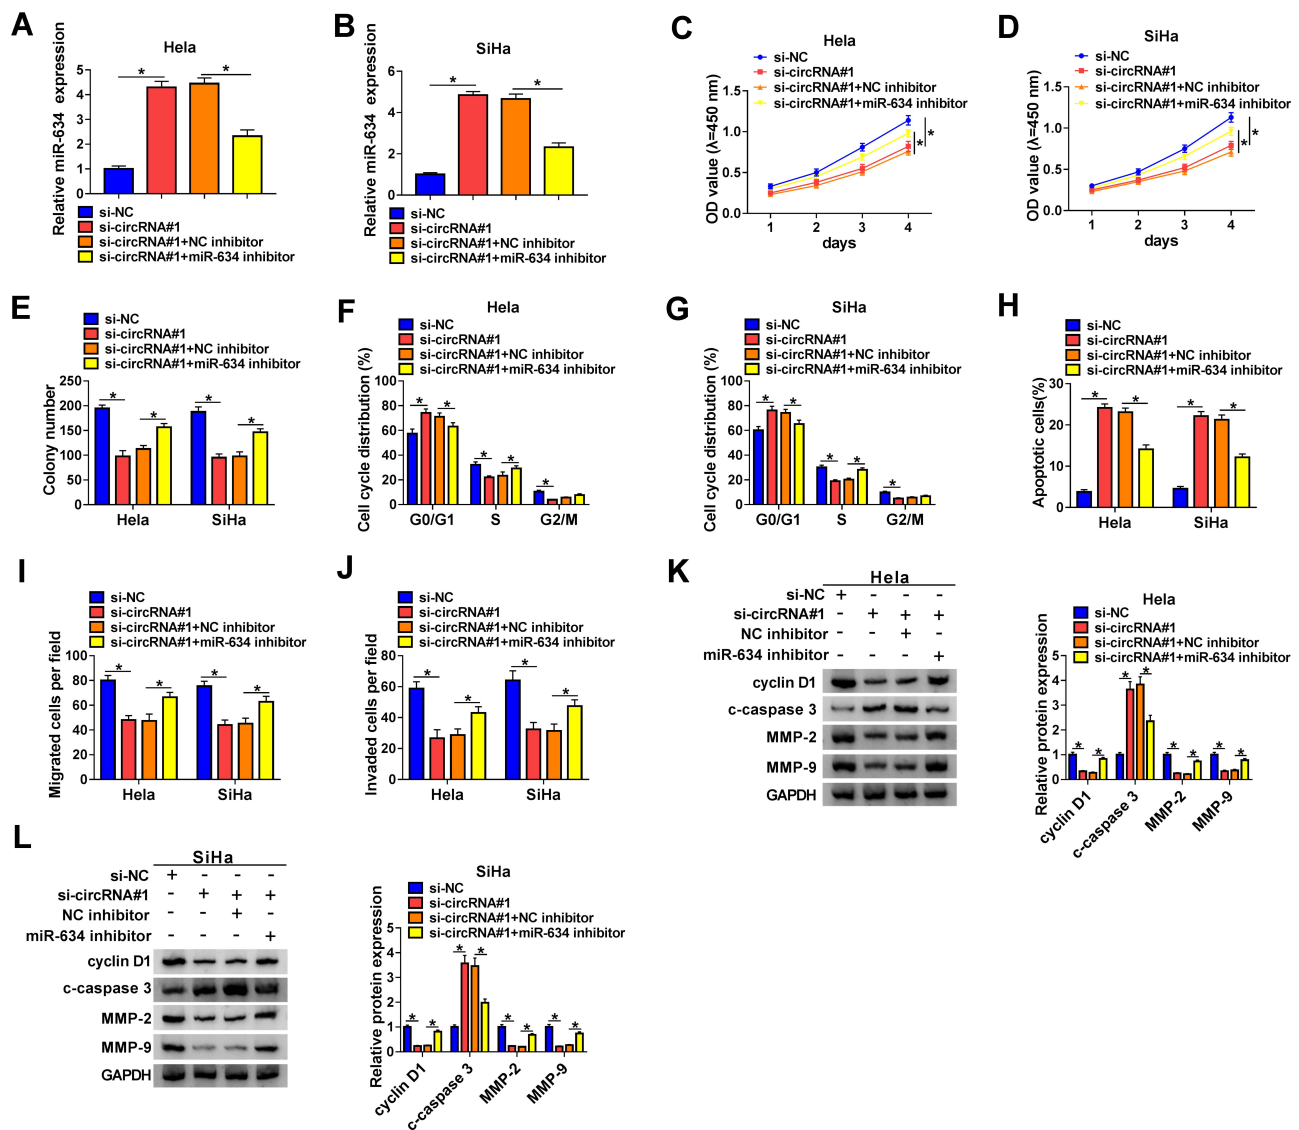 A
Hela
Relative miR-634 expression
5
4
3
2
1
0
*
*
si-NC
si-circRNA#1
si-circRNA#1+NC inhibitor
si-circRNA#1+miR-634 inhibitor
B
SiHa
Relative miR-634 expression
6
4
2
0
*
*
si-NC
si-circRNA#1
si-circRNA#1+NC inhibitor
si-circRNA#1+miR-634 inhibitor
C
Hela
si-NC
si-circRNA#1
si-circRNA#1+NC inhibitor
si-circRNA#1+miR-634 inhibitor
OD value (λ=450 nm)
1.5
1.0
0.5
0.0
*
*
1 2 3 4
days
D
SiHa
si-NC
si-circRNA#1
si-circRNA#1+NC inhibitor
si-circRNA#1+miR-634 inhibitor
OD value (λ=450 nm)
1.5
1.0
0.5
0.0
*
*
1 2 3 4
days
E
si-NC
si-circRNA#1
si-circRNA#1+NC inhibitor
si-circRNA#1+miR-634 inhibitor
Colony number
250
200
150
100
50
0
* * * *
Hela SiHa
F
Hela
si-NC
si-circRNA#1
si-circRNA#1+NC inhibitor
si-circRNA#1+miR-634 inhibitor
Cell cycle distribution (%)
100
80
60
40
20
0
* * * * *
G0/G1 S G2/M
G
SiHa
si-NC
si-circRNA#1
si-circRNA#1+NC inhibitor
si-circRNA#1+miR-634 inhibitor
Cell cycle distribution (%)
100
80
60
40
20
0
* * * * *
G0/G1 S G2/M
H
si-NC
si-circRNA#1
si-circRNA#1+NC inhibitor
si-circRNA#1+miR-634 inhibitor
Apoptotic cells(%)
30
20
10
0
* * * *
Hela SiHa
I
si-NC
si-circRNA#1
si-circRNA#1+NC inhibitor
si-circRNA#1+miR-634 inhibitor
Migrated cells per field
100
80
60
40
20
0
* * * *
Hela SiHa
J
si-NC
si-circRNA#1
si-circRNA#1+NC inhibitor
si-circRNA#1+miR-634 inhibitor
Invaded cells per field
80
60
40
20
0
* * * *
Hela SiHa
K
Hela
si-NC + - - -
si-circRNA#1 - + + +
NC inhibitor - - + -
miR-634 inhibitor - - - +
cyclin D1
c-caspase 3
MMP-2
MMP-9
GAPDH
Hela
si-NC
si-circRNA#1
si-circRNA#1+NC inhibitor
si-circRNA#1+miR-634 inhibitor
Relative protein expression
5
4
3
2
1
0
* * * * * * * *
cyclin D1 c-caspase 3 MMP-2 MMP-9
L
SiHa
si-NC + - - -
si-circRNA#1 - + + +
NC inhibitor - - + -
miR-634 inhibitor - - - +
cyclin D1
c-caspase 3
MMP-2
MMP-9
GAPDH
SiHa
si-NC
si-circRNA#1
si-circRNA#1+NC inhibitor
si-circRNA#1+miR-634 inhibitor
Relative protein expression
5
4
3
2
1
0
* * * * * * * *
cyclin D1 c-caspase 3 MMP-2 MMP-9